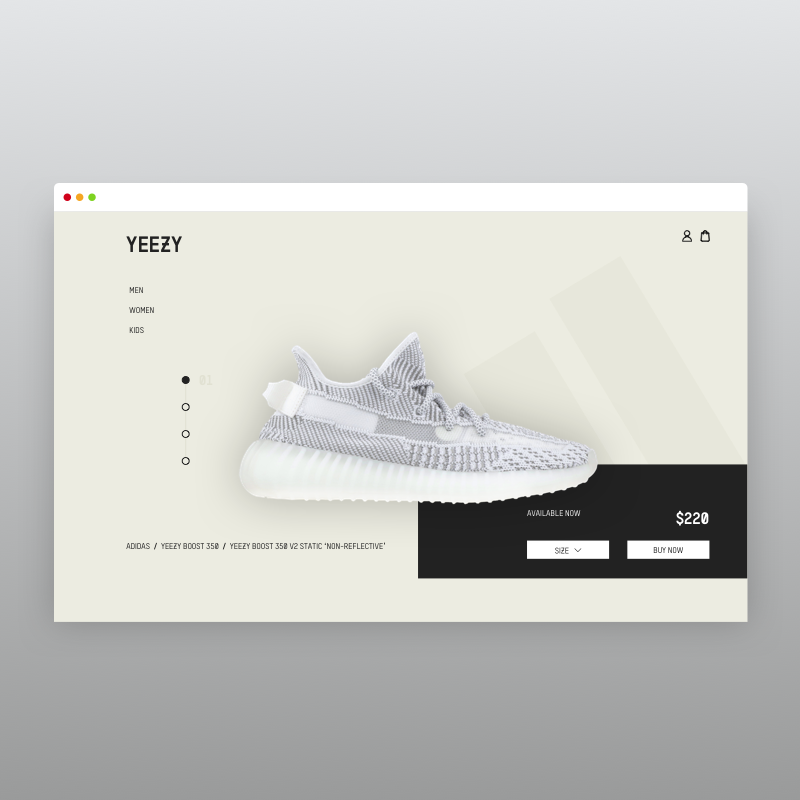 YEEZY
MEN
WOMEN
KIDS
01
AVAILABLE NOW
$220
SIZE
BUY NOW
ADIDAS / YEEZY BOOST 350 / YEEZY BOOST 350 V2 STATIC 'NON-REFLECTIVE'